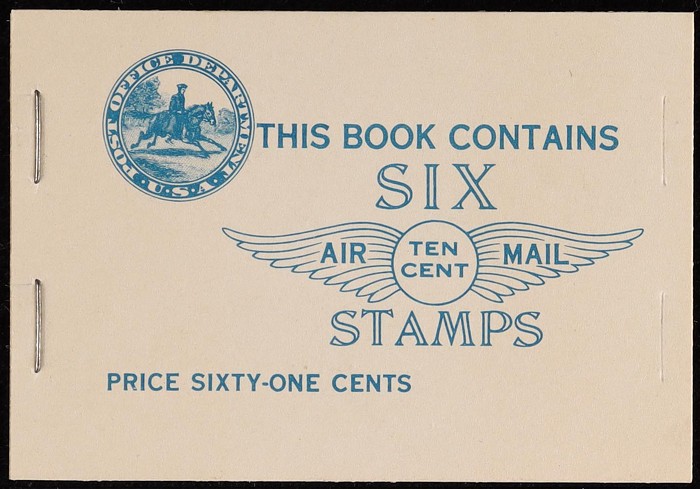 POST OFFICE DEPARTMENT
U.S.A.
THIS BOOK CONTAINS
SIX
AIR TEN CENT MAIL
STAMPS
PRICE SIXTY-ONE CENTS